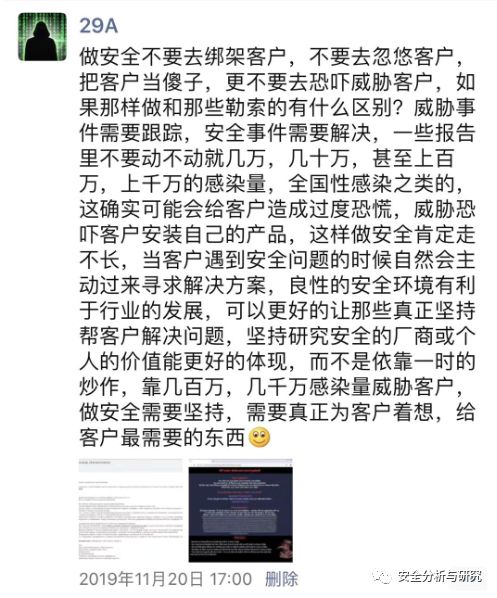 29A
做安全不要去绑架客户，不要去忽悠客户，
把客户当傻子，更不要去恐吓威胁客户，如
果那样做和那些勒索的有什么区别？威胁事
件需要跟踪，安全事件需要解决，一些报告
里不要动不动就几万，几十万，甚至上百
万，上千万的感染量，全国性感染之类的，
这确实可能会给客户造成过度恐慌，威胁恐
吓客户安装自己的产品，这样做安全肯定走
不长，当客户遇到安全问题的时候自然会主
动过来寻求解决方案，良性的安全环境有利
于行业的发展，可以更好的让那些真正坚持
帮客户解决问题，坚持研究安全的厂商或个
人的价值能更好的体现，而不是依靠一时的
炒作，靠几百万，几千万感染量威胁客户，
做安全需要坚持，需要真正为客户着想，给
客户最需要的东西
2019年11月20日 17:00 删除
安全分析与研究